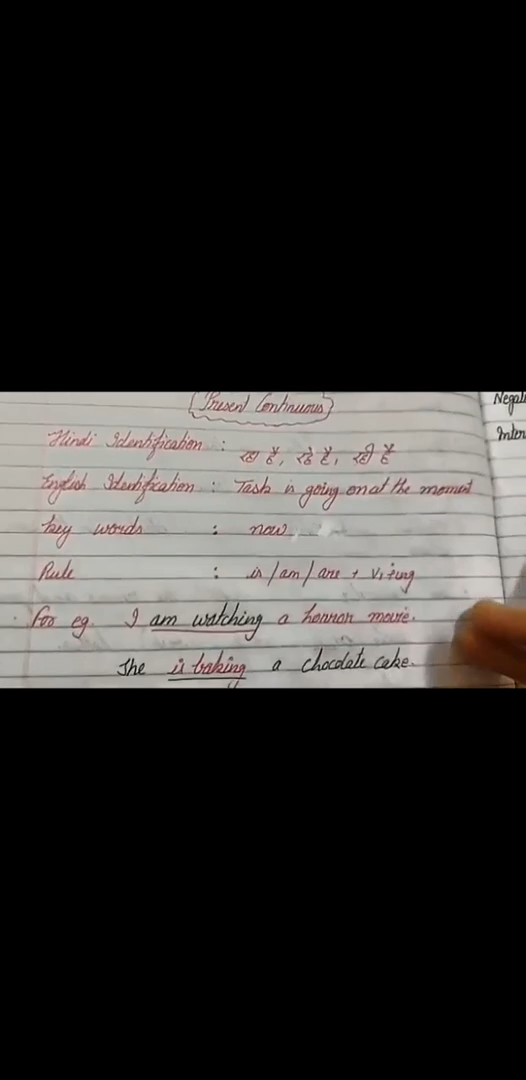 Present Continuous
Negati
Hindi Identification : रहा है, रहे हैं, रही है
Inter
English Identification : Task is going on at the moment
Key words : now
Rule : is / am / are + V1 + ing
For eg. I am watching a horror movie.
She is baking a chocolate cake.